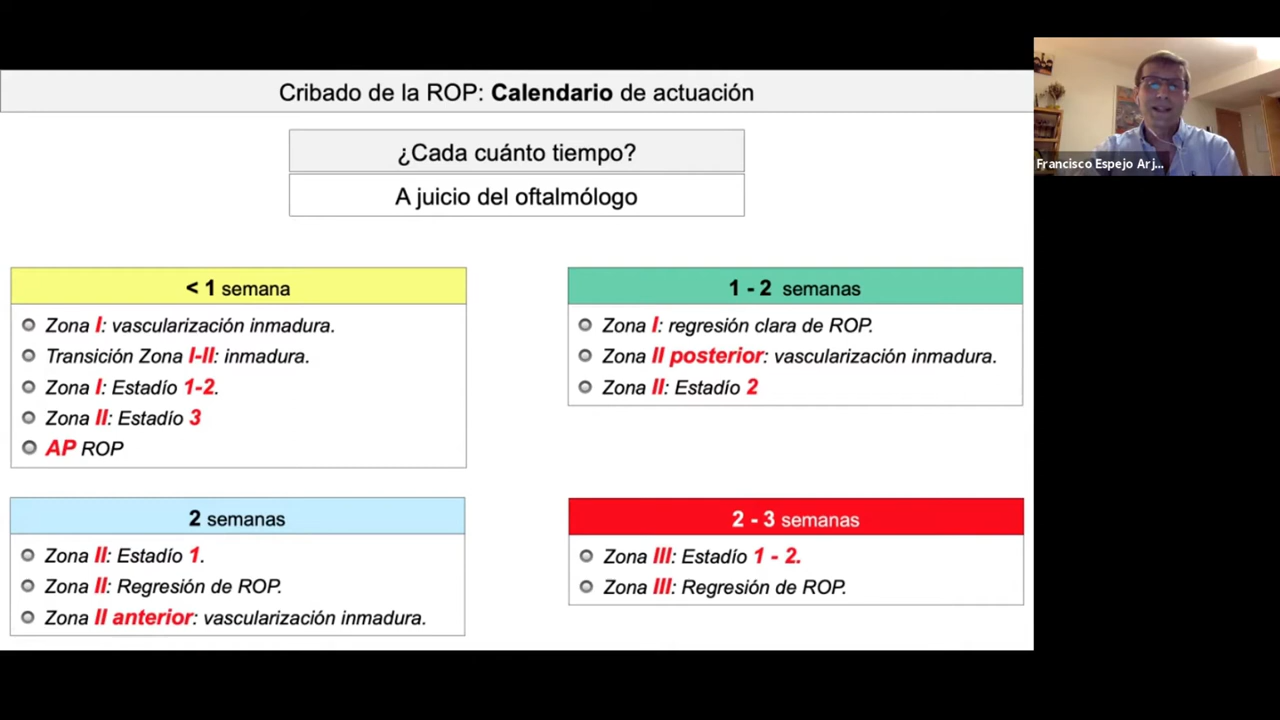 Cribado de la ROP: Calendario de actuación
¿Cada cuánto tiempo?
A juicio del oftalmólogo
< 1 semana
Zona I: vascularización inmadura.
Transición Zona I-II: inmadura.
Zona I: Estadío 1-2.
Zona II: Estadío 3
AP ROP
1 - 2 semanas
Zona I: regresión clara de ROP.
Zona II posterior: vascularización inmadura.
Zona II: Estadío 2
2 semanas
Zona II: Estadío 1.
Zona II: Regresión de ROP.
Zona II anterior: vascularización inmadura.
2 - 3 semanas
Zona III: Estadío 1 - 2.
Zona III: Regresión de ROP.
Francisco Espejo Arj...